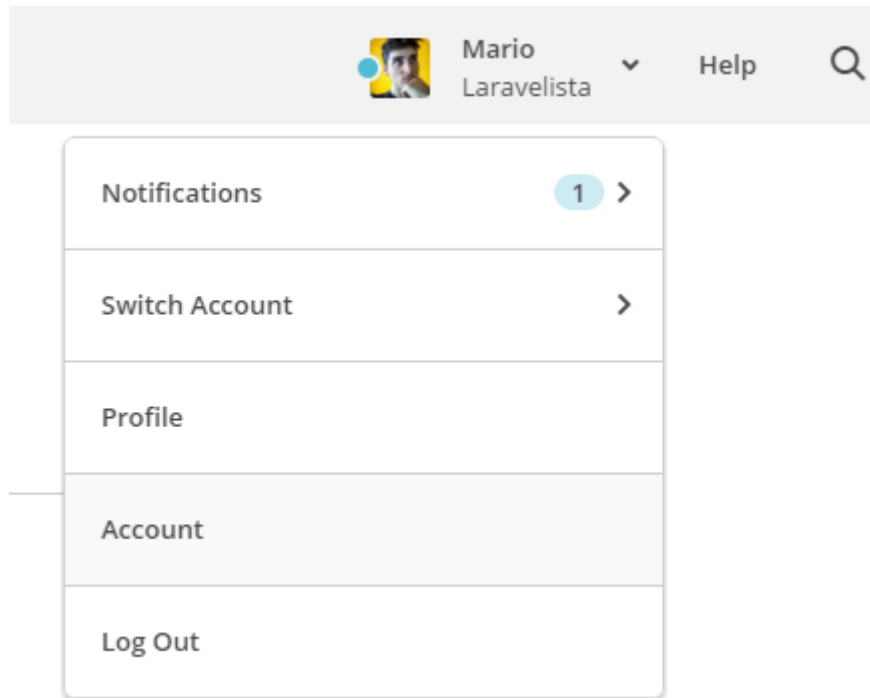 Mario
Laravelista
Help
Notifications
1
Switch Account
Profile
Account
Log Out